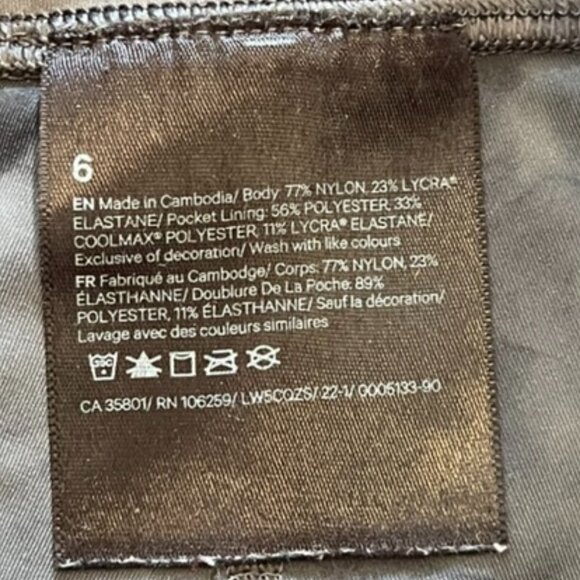 6
EN Made in Cambodia/ Body 77% NYLON, 23% LYCRA®
ELASTANE/ Pocket Lining: 56% POLYESTER, 33%
COOLMAX® POLYESTER, 11% LYCRA® ELASTANE/
Exclusive of decoration/ Wash with like colours
FR Fabriqué au Cambodge/ Corps: 77% NYLON, 23%
ÉLASTHANNE/ Doublure De La Poche: 89%
POLYESTER, 11% ÉLASTHANNE/ Sauf la décoration/
Lavage avec des couleurs similaires
CA 35801/ RN 106259/ LW5CQZS/ 22-1/ 0005133-90